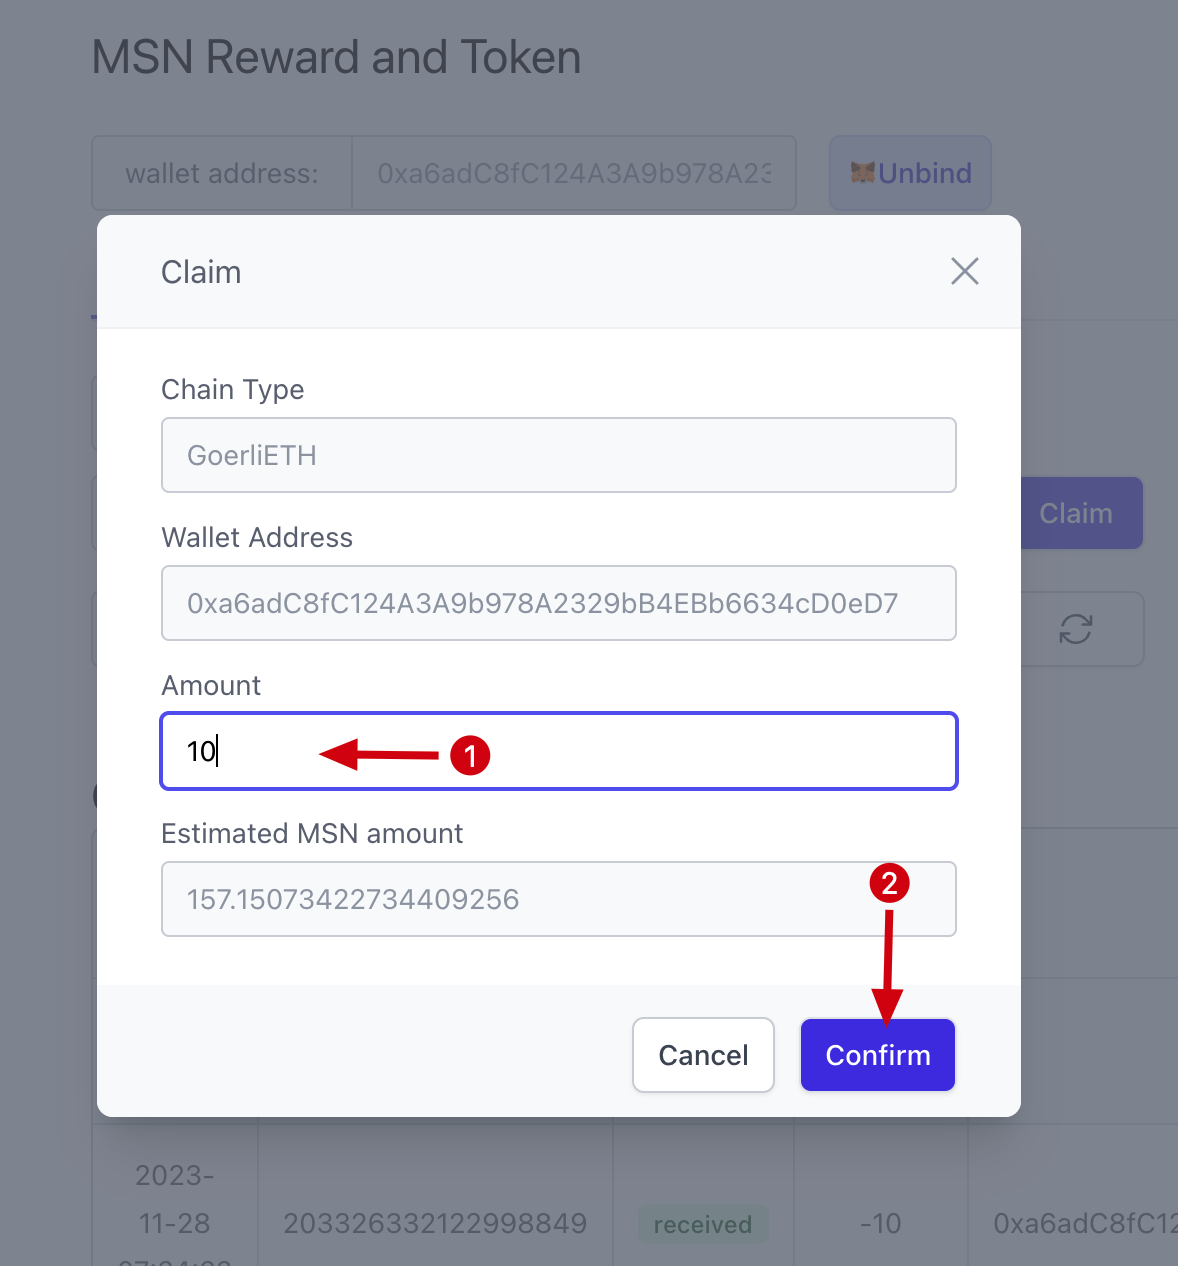 MSN Reward and Token
wallet address:
0xa6adC8fC124A3A9b978A23
Unbind
Claim
Chain Type
GoerliETH
Wallet Address
0xa6adC8fC124A3A9b978A2329bB4EBb6634cD0eD7
Claim
Amount
10
1
Estimated MSN amount
157.15073422734409256
2
Cancel
Confirm
2023-
11-28
203326332122998849
received
-10
0xa6adC8fC12